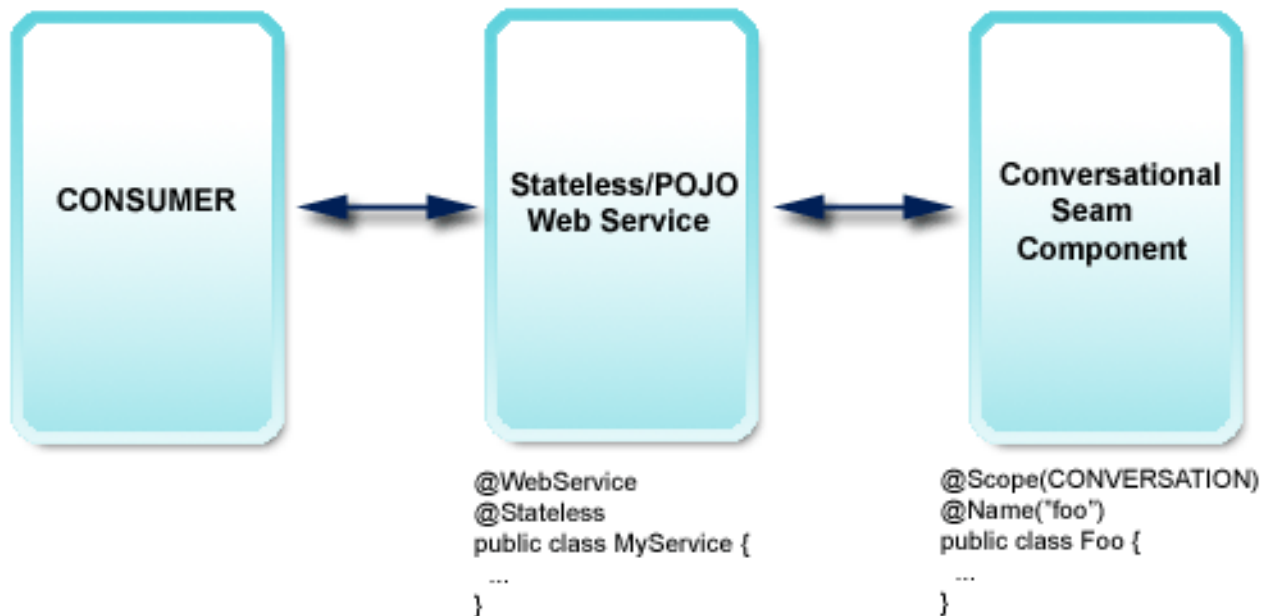 CONSUMER
Stateless/POJO
Web Service
Conversational
Seam
Component
@WebService
@Stateless
public class MyService {
...
}
@Scope(CONVERSATION)
@Name("foo")
public class Foo {
...
}